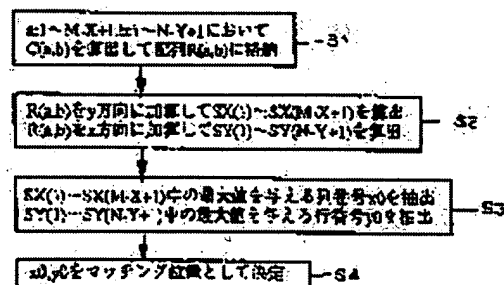 a:1～M-X+1,b:1～N-Y+1において
C(a,b)を算出して配列R(a,b)に格納
S1
R(a,b)をy方向に加算してSX(1)～SX(M-X+1)を算出
R(a,b)をx方向に加算してSY(1)～SY(N-Y+1)を算出
S2
SX(1)～SX(M-X+1)中の最大値を与える列番号x0を抽出
SY(1)～SY(N-Y+1)中の最大値を与える行番号y0を抽出
S3
x0,y0をマッチング位置として決定
S4